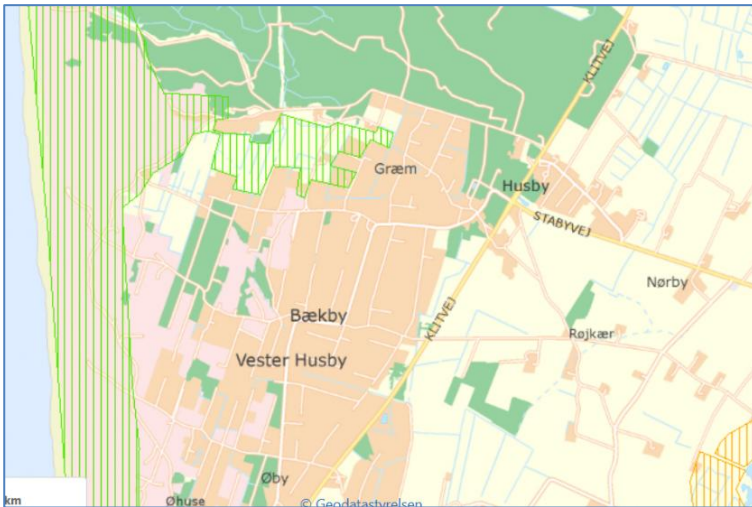 KLITVEJ
Græm
Husby
STABYVEJ
Nørby
Bækby
KLITVEJ
Røjkær
Vester Husby
Øby
km
Øhuse
© Geodatastyrelsen